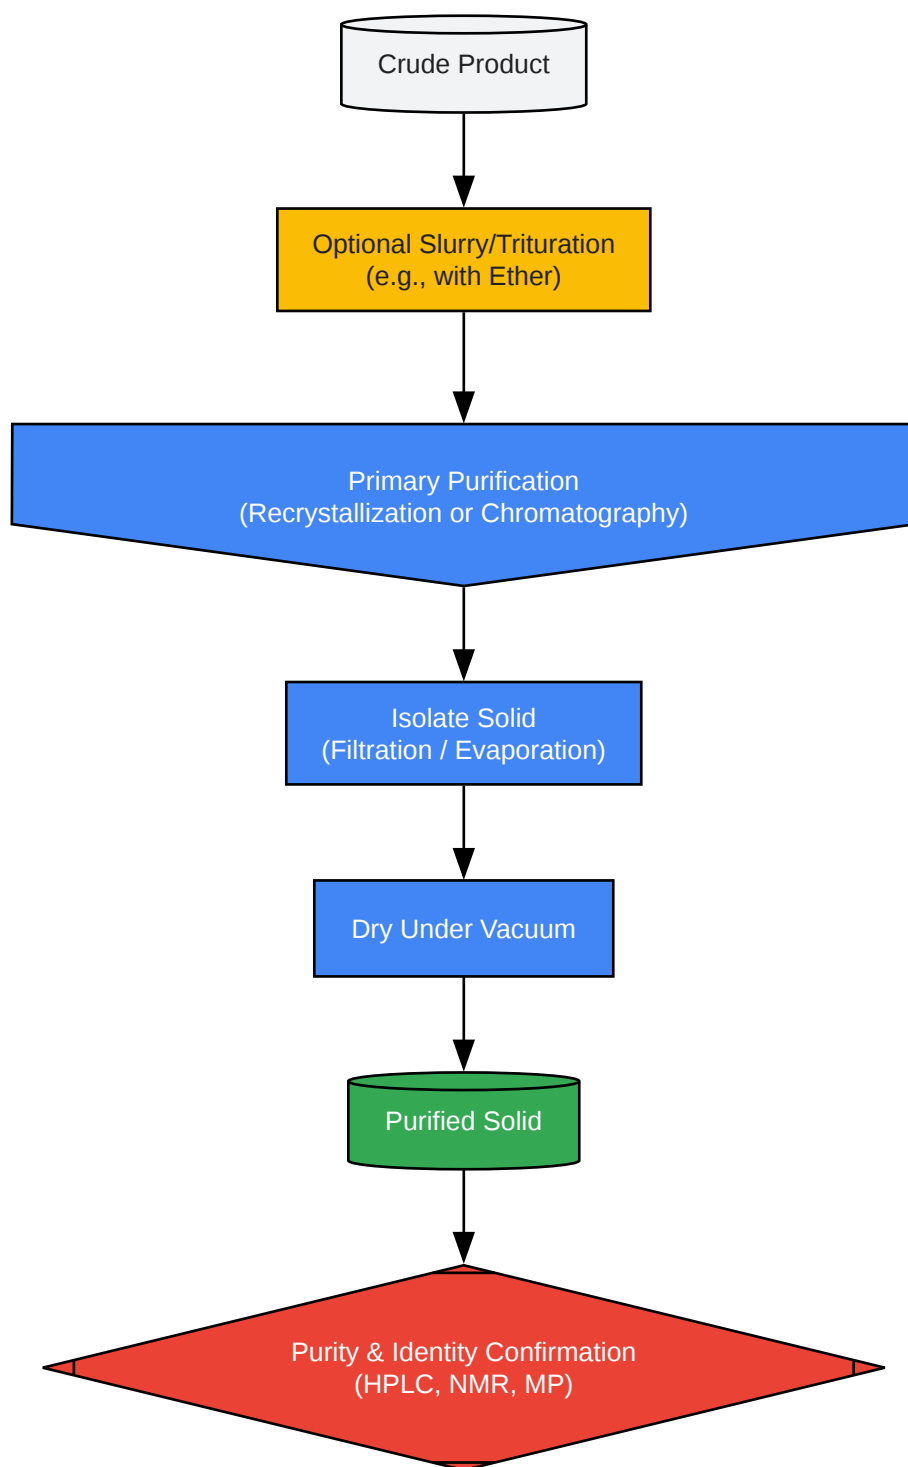 Crude Product
Optional Slurry/Trituration
(e.g., with Ether)
Primary Purification
(Recrystallization or Chromatography)
Isolate Solid
(Filtration / Evaporation)
Dry Under Vacuum
Purified Solid
Purity & Identity Confirmation
(HPLC, NMR, MP)